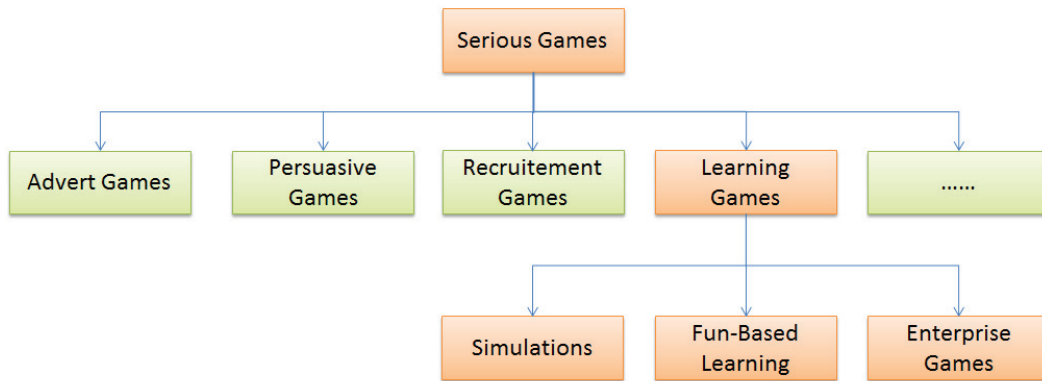 Serious Games
Advert Games
Persuasive
Games
Recruitement
Games
Learning
Games
......
Simulations
Fun-Based
Learning
Enterprise
Games